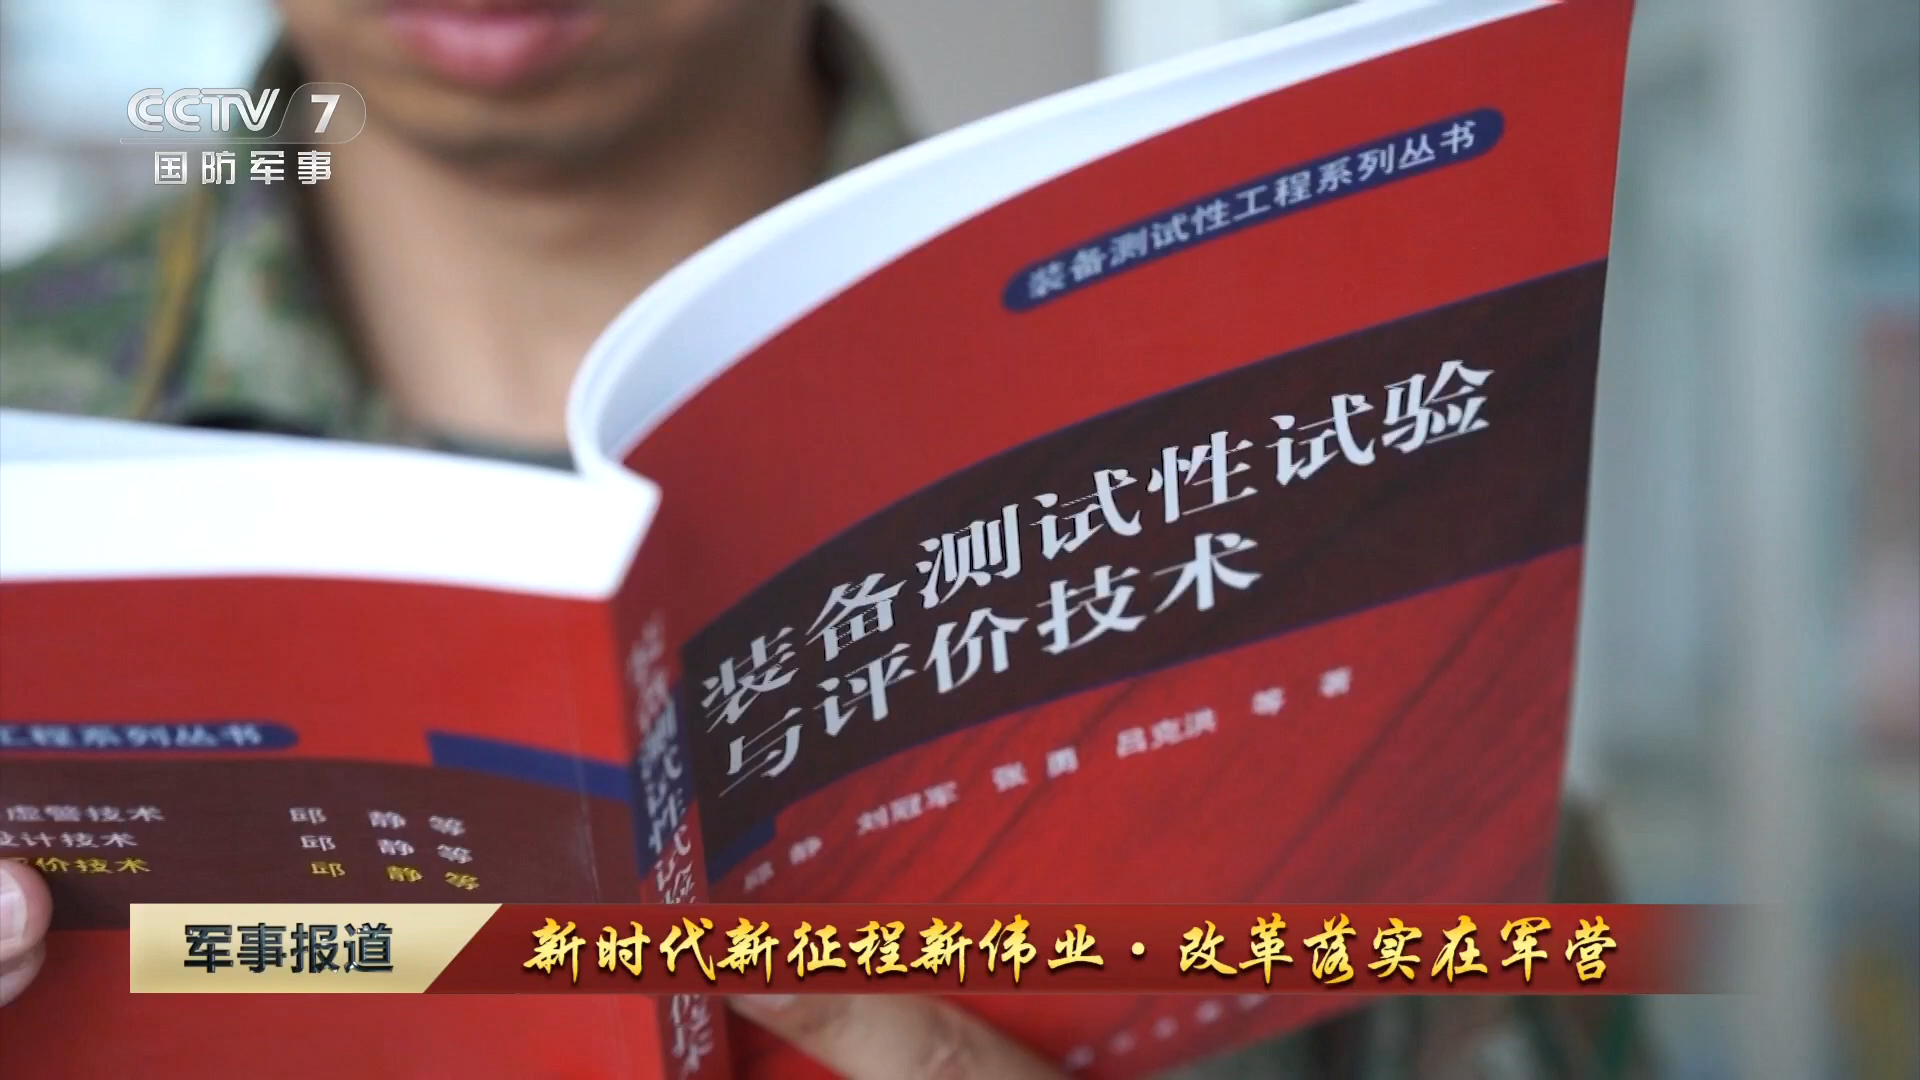 CCTV 7
国防军事
装备测试性工程系列丛书
装备测试性试验
与评价技术
邱 静 刘冠军 张 勇 吕克洪 等 著
工程系列丛书
虚警技术 邱 静 等
设计技术 邱 静 等
评价技术 邱 静 等
军事报道
新时代新征程新伟业·改革落实在军营